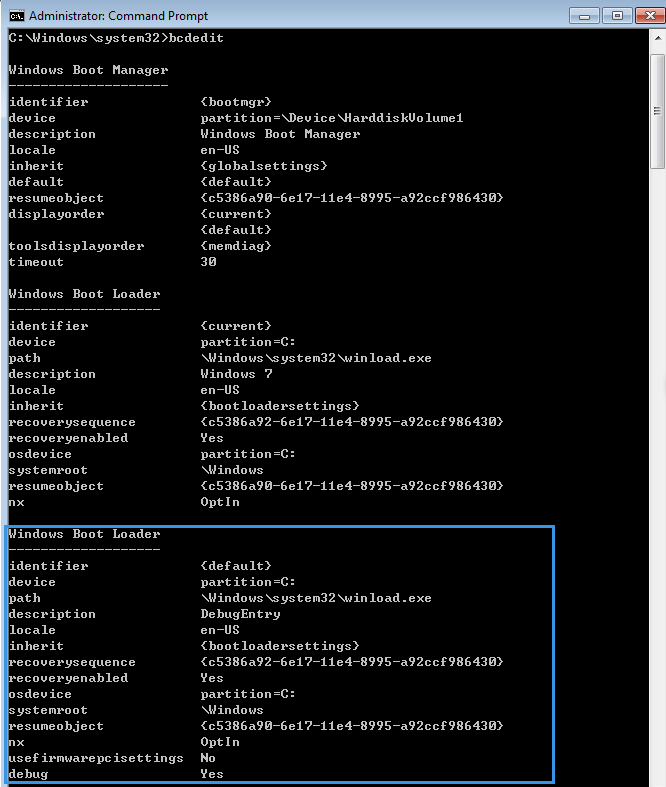 Administrator: Command Prompt
C:\Windows\system32>bcdedit
Windows Boot Manager
--------------------
identifier              {bootmgr}
device                  partition=\Device\HarddiskVolume1
description             Windows Boot Manager
locale                  en-US
inherit                 {globalsettings}
default                 {default}
resumeobject            {c5386a90-6e17-11e4-8995-a92ccf986430}
displayorder            {current}
                        {default}
toolsdisplayorder       {memdiag}
timeout                 30
Windows Boot Loader
-------------------
identifier              {current}
device                  partition=C:
path                    \Windows\system32\winload.exe
description             Windows 7
locale                  en-US
inherit                 {bootloadersettings}
recoverysequence        {c5386a92-6e17-11e4-8995-a92ccf986430}
recoveryenabled         Yes
osdevice                partition=C:
systemroot              \Windows
resumeobject            {c5386a90-6e17-11e4-8995-a92ccf986430}
nx                      OptIn
Windows Boot Loader
-------------------
identifier              {default}
device                  partition=C:
path                    \Windows\system32\winload.exe
description             DebugEntry
locale                  en-US
inherit                 {bootloadersettings}
recoverysequence        {c5386a92-6e17-11e4-8995-a92ccf986430}
recoveryenabled         Yes
osdevice                partition=C:
systemroot              \Windows
resumeobject            {c5386a90-6e17-11e4-8995-a92ccf986430}
nx                      OptIn
usefirmwarepcisettings  No
debug                   Yes